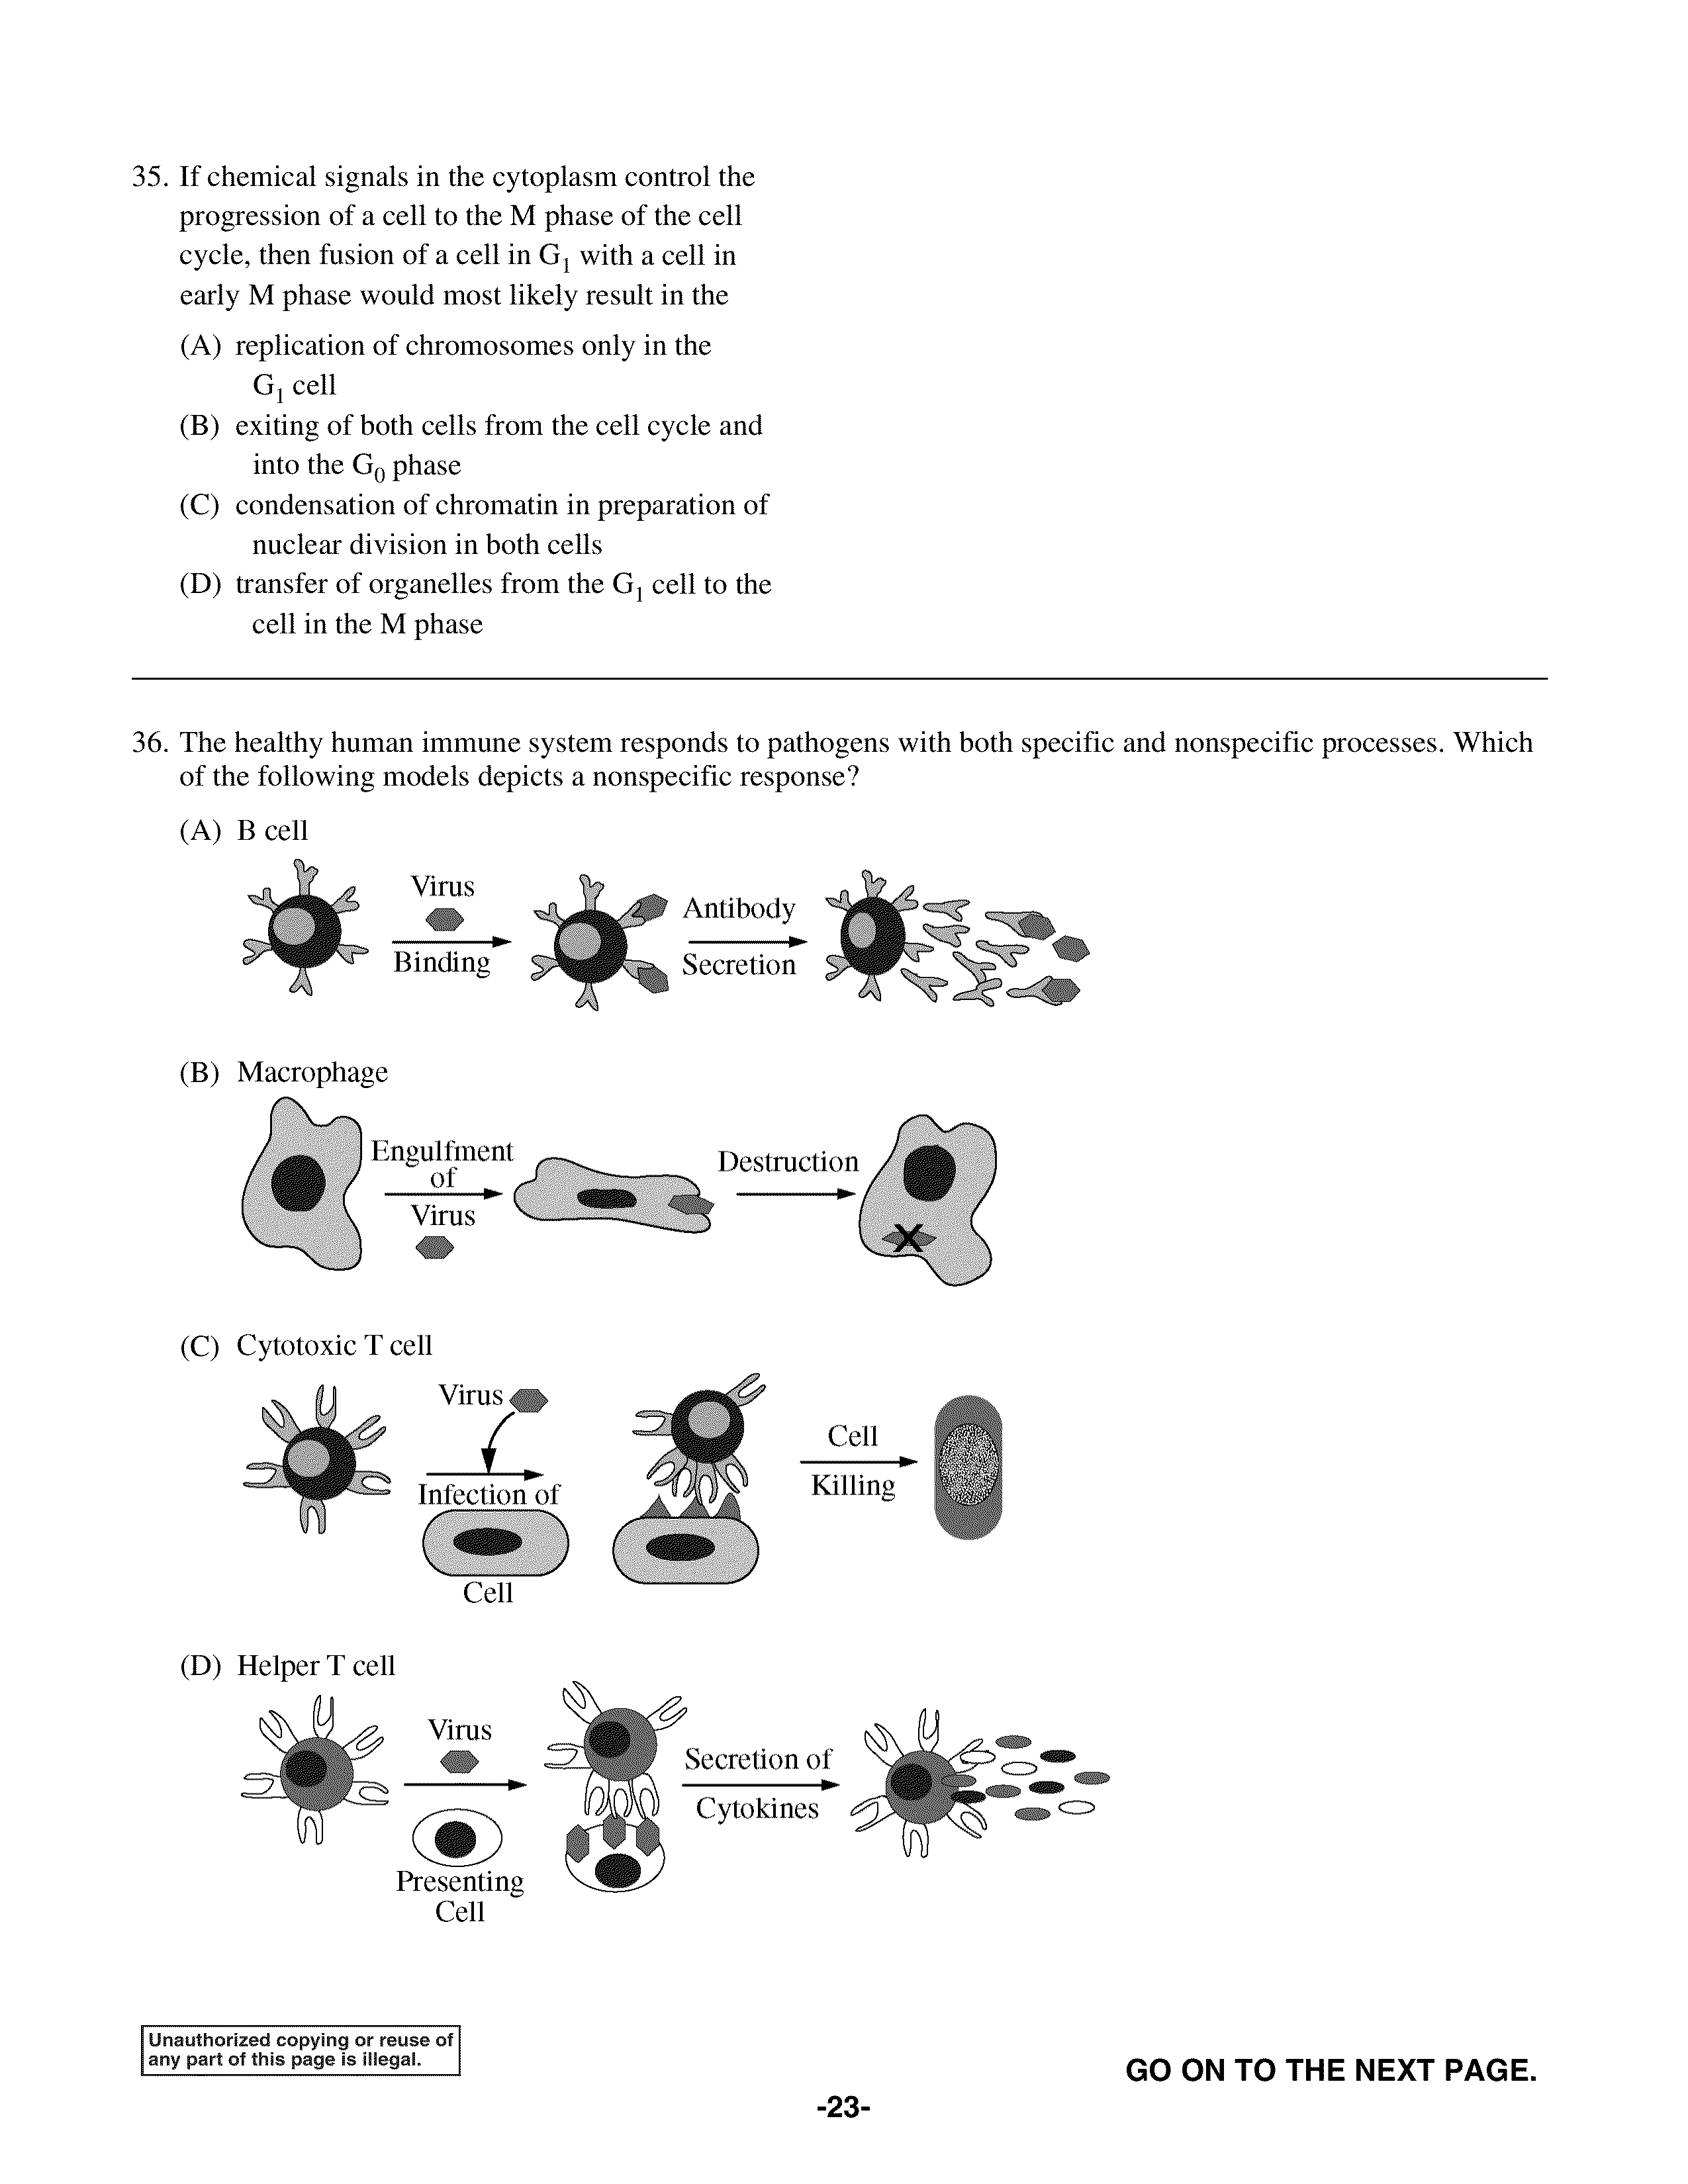 35. If chemical signals in the cytoplasm control the
progression of a cell to the M phase of the cell
cycle, then fusion of a cell in G₁ with a cell in
early M phase would most likely result in the
(A) replication of chromosomes only in the
G₁ cell
(B) exiting of both cells from the cell cycle and
into the G₀ phase
(C) condensation of chromatin in preparation of
nuclear division in both cells
(D) transfer of organelles from the G₁ cell to the
cell in the M phase
36. The healthy human immune system responds to pathogens with both specific and nonspecific processes. Which
of the following models depicts a nonspecific response?
(A) B cell
Virus
Binding
Antibody
Secretion
(B) Macrophage
Engulfment
of
Virus
Destruction
X
(C) Cytotoxic T cell
Virus
Infection of
Cell
Cell
Killing
(D) Helper T cell
Virus
Presenting
Cell
Secretion of
Cytokines
Unauthorized copying or reuse of
any part of this page is illegal.
GO ON TO THE NEXT PAGE.
-23-